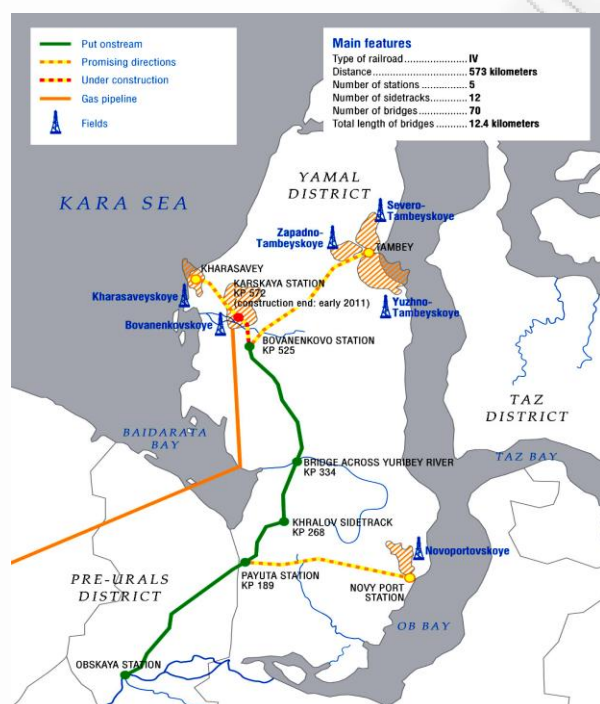 Put onstream
Promising directions
Under construction
Gas pipeline
Fields
Main features
Type of railroad ..................... IV
Distance ................................ 573 kilometers
Number of stations ............... 5
Number of sidetracks ............ 12
Number of bridges ................ 70
Total length of bridges .......... 12.4 kilometers
YAMAL
DISTRICT
KARA SEA
Severo-
Tambeyskoye
Zapadno-
Tambeyskoye
TAMBEY
KHARASAVEY
KARSKAYA STATION
KP 572
(construction end: early 2011)
Kharasaveyskoye
Yuzhno-
Tambeyskoye
Bovanenkovskoye
BOVANENKOVO STATION
KP 525
TAZ
DISTRICT
BAIDARATA
BAY
TAZ BAY
BRIDGE ACROSS YURIBEY RIVER
KP 334
KHRALOV SIDETRACK
KP 268
Novoportovskoye
PRE-URALS
DISTRICT
PAYUTA STATION
KP 189
NOVY PORT
STATION
OB BAY
OBSKAYA STATION